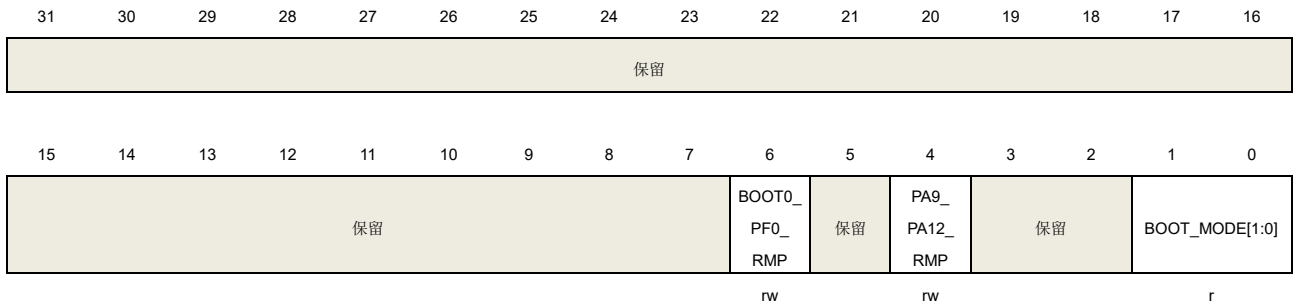 31 30 29 28 27 26 25 24 23 22 21 20 19 18 17 16
保留
15 14 13 12 11 10 9 8 7 6 5 4 3 2 1 0
保留 BOOT0_ PF0_ RMP 保留 PA9_ PA12_ RMP 保留 BOOT_MODE[1:0]
rw rw r